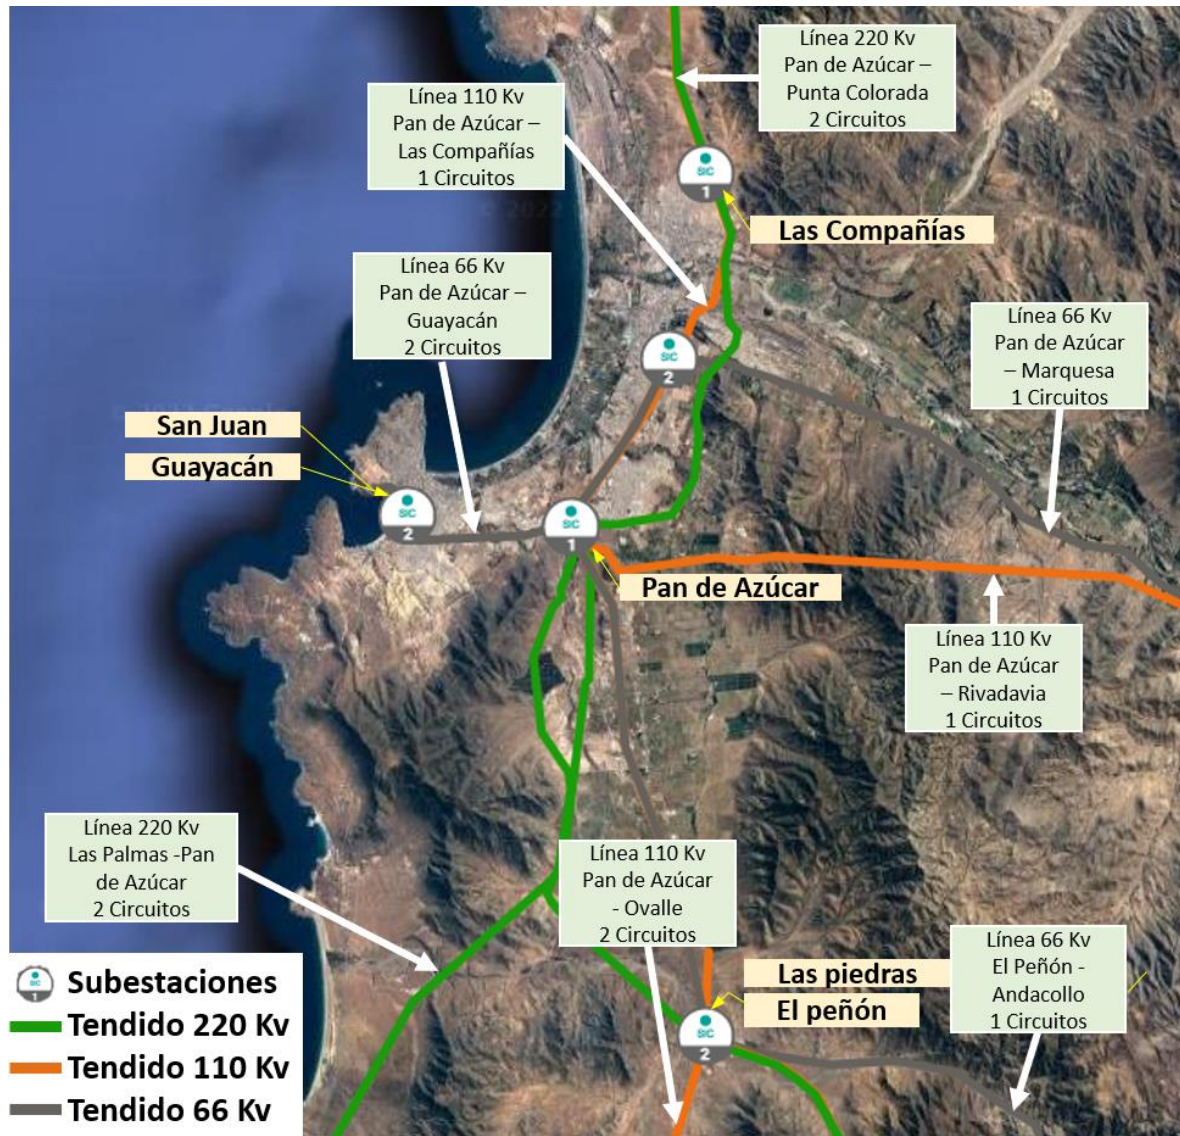 Línea 220 Kv
Pan de Azúcar –
Punta Colorada
2 Circuitos
Línea 110 Kv
Pan de Azúcar –
Las Compañías
1 Circuitos
SIC
1
© 2022
Las Compañías
Línea 66 Kv
Pan de Azúcar –
Guayacán
2 Circuitos
Línea 66 Kv
Pan de Azúcar
– Marquesa
1 Circuitos
SIC
2
San Juan
Guayacán
SIC
2
SIC
1
Pan de Azúcar
Línea 110 Kv
Pan de Azúcar
– Rivadavia
1 Circuitos
Línea 220 Kv
Las Palmas -Pan
de Azúcar
2 Circuitos
Línea 110 Kv
Pan de Azúcar
- Ovalle
2 Circuitos
Línea 66 Kv
El Peñón -
Andacollo
1 Circuitos
Las piedras
El peñón
SIC
2
SIC
1
Subestaciones
Tendido 220 Kv
Tendido 110 Kv
Tendido 66 Kv